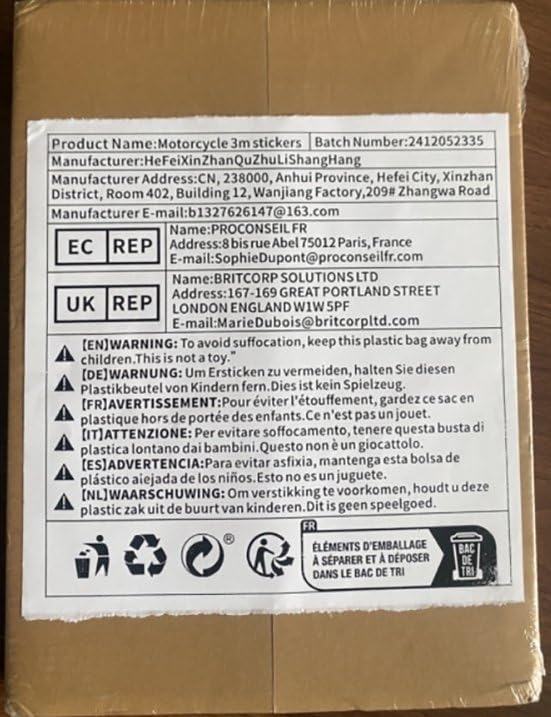 Product Name:Motorcycle 3m stickers Batch Number:2412052335
Manufacturer:HeFeiXinZhanQuZhuLiShangHang
Manufacturer Address:CN, 238000, Anhui Province, Hefei City, Xinzhan
District, Room 402, Building 12, Wanjiang Factory,209# Zhangwa Road
Manufacturer E-mail:b1327626147@163.com
EC REP
Name:PROCONSEIL FR
Address:8 bis rue Abel 75012 Paris, France
E-mail:SophieDupont@proconseilfr.com
UK REP
Name:BRITCORP SOLUTIONS LTD
Address:167-169 GREAT PORTLAND STREET
LONDON ENGLAND W1W 5PF
E-mail:MarieDubois@britcorpltd.com
[EN]WARNING: To avoid suffocation, keep this plastic bag away from
children.This is not a toy."
[DE]WARNUNG: Um Ersticken zu vermeiden, halten Sie diesen
Plastikbeutel von Kindern fern.Dies ist kein Spielzeug.
[FR]AVERTISSEMENT:Pour éviter l'étouffement, gardez ce sac en
plastique hors de portée des enfants.Ce n'est pas un jouet.
[IT]ATTENZIONE: Per evitare soffocamento, tenere questa busta di
plastica lontano dai bambini.Questo non è un giocattolo.
[ES]ADVERTENCIA:Para evitar asfixia, mantenga esta bolsa de
plástico aiejada de los niños.Esto no es un juguete.
[NL]WAARSCHUWING: Om verstikking te voorkomen, houdt u deze
plastic zak uit de buurt van kinderen.Dit is geen speelgoed.
®
FR
ÉLÉMENTS D'EMBALLAGE
À SÉPARER ET À DÉPOSER
DANS LE BAC DE TRI
BAC
DE
TRI